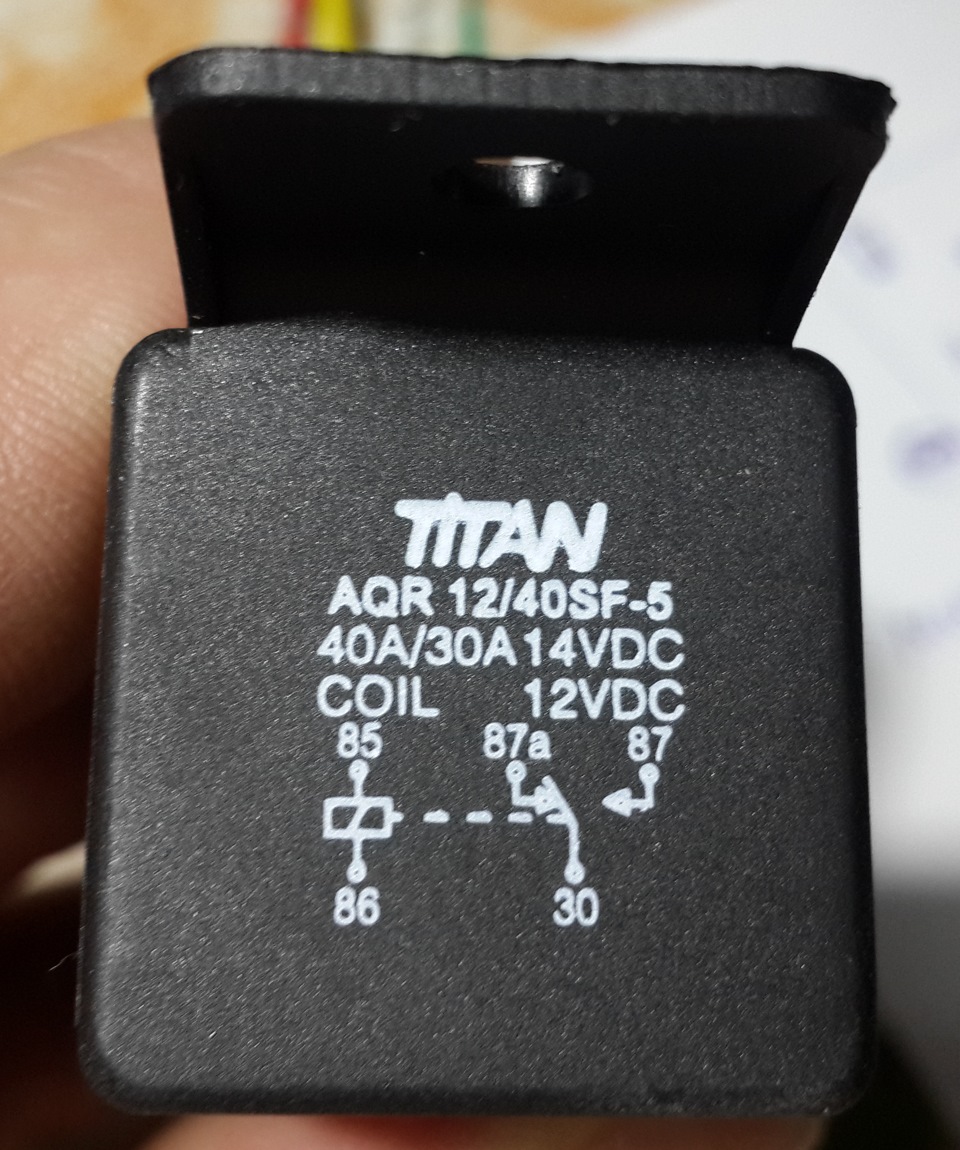 TITAN
AQR 12/40SF-5
40A/30A 14VDC
COIL 12VDC
85 87a 87
86 30